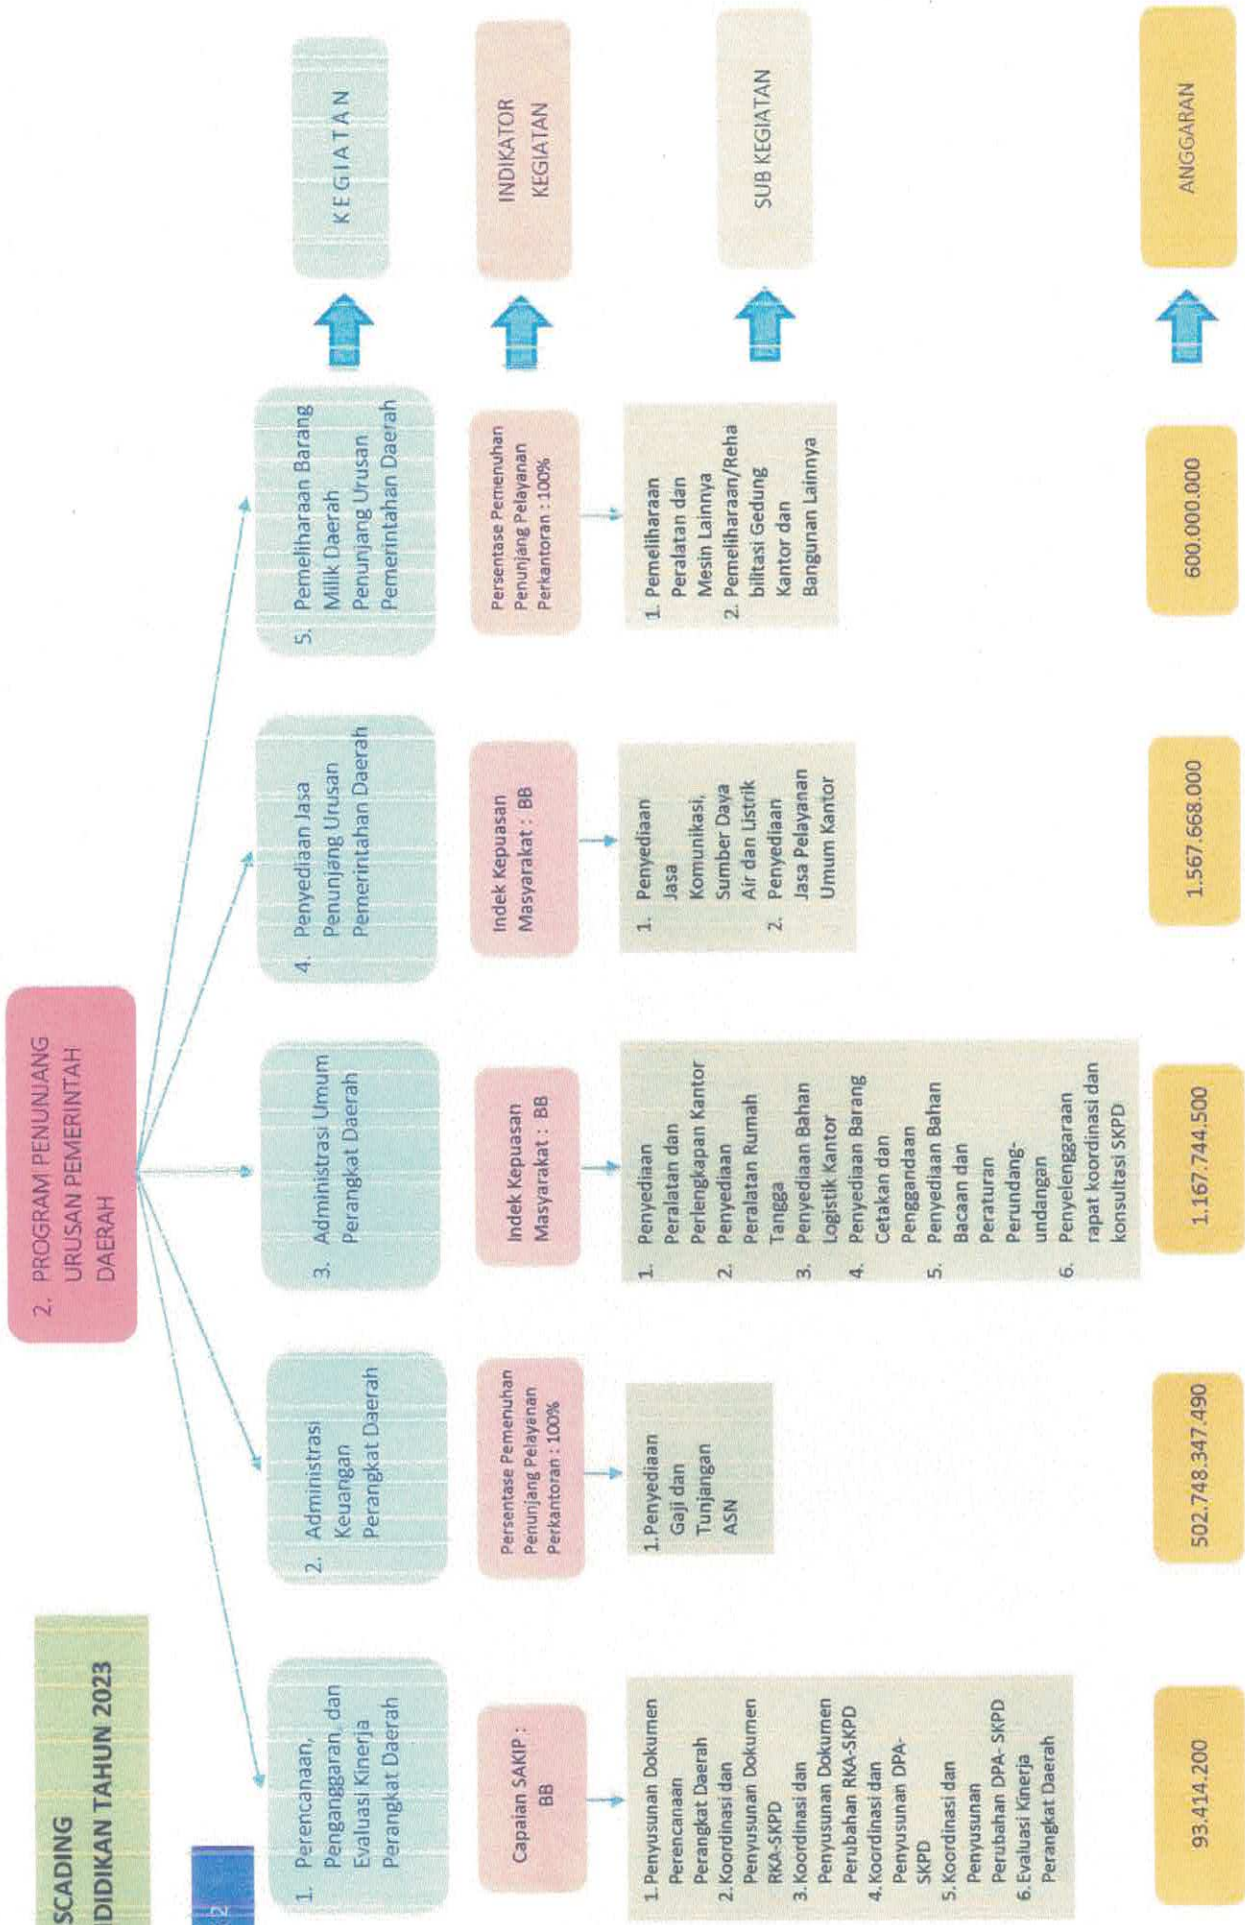 SCADING
DIDIKAN TAHUN 2023
2
2. PROGRAM PENUNJANG
URUSAN PEMERINTAH
DAERAH
1. Perencanaan,
Penganggaran, dan
Evaluasi Kinerja
Perangkat Daerah
2. Administrasi
Keuangan
Perangkat Daerah
3. Administrasi Umum
Perangkat Daerah
4. Penyediaan Jasa
Penunjang Urusan
Pemerintahan Daerah
5. Pemeliharaan Barang
Milik Daerah
Penunjang Urusan
Pemerintahan Daerah
KEGIATAN
Capaian SAKIP :
BB
Persentase Pemenuhan
Penunjang Pelayanan
Perkantoran : 100%
Indek Kepuasan
Masyarakat : BB
Indek Kepuasan
Masyarakat : BB
Persentase Pemenuhan
Penunjang Pelayanan
Perkantoran : 100%
INDIKATOR
KEGIATAN
1. Penyusunan Dokumen
Perencanaan
Perangkat Daerah
2. Koordinasi dan
Penyusunan Dokumen
RKA-SKPD
3. Koordinasi dan
Penyusunan Dokumen
Perubahan RKA-SKPD
4. Koordinasi dan
Penyusunan DPA-
SKPD
5. Koordinasi dan
Penyusunan
Perubahan DPA- SKPD
6. Evaluasi Kinerja
Perangkat Daerah
1. Penyediaan
Gaji dan
Tunjangan
ASN
1. Penyediaan
Peralatan dan
Perlengkapan Kantor
2. Penyediaan
Peralatan Rumah
Tangga
3. Penyediaan Bahan
Logistik Kantor
4. Penyediaan Barang
Cetakan dan
Penggandan
5. Penyediaan Bahan
Bacaan dan
Peraturan
Perundang-
undangan
6. Penyelenggaraan
rapat koordinasi dan
konsultasi SKPD
1. Penyediaan
Jasa
Komunikasi,
Sumber Daya
Air dan Listrik
2. Penyediaan
Jasa Pelayanan
Umum Kantor
1. Pemeliharaan
Peralatan dan
Mesin Lainnya
2. Pemeliharaan/Reha
bilitasi Gedung
Kantor dan
Bangunan Lainnya
SUB KEGIATAN
93.414.200
502.748.347.490
1.167.744.500
1.567.668.000
600.000.000
ANGGARAN